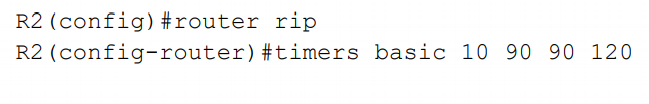 R2(config)#router rip
R2(config-router)#timers basic 10 90 90 120